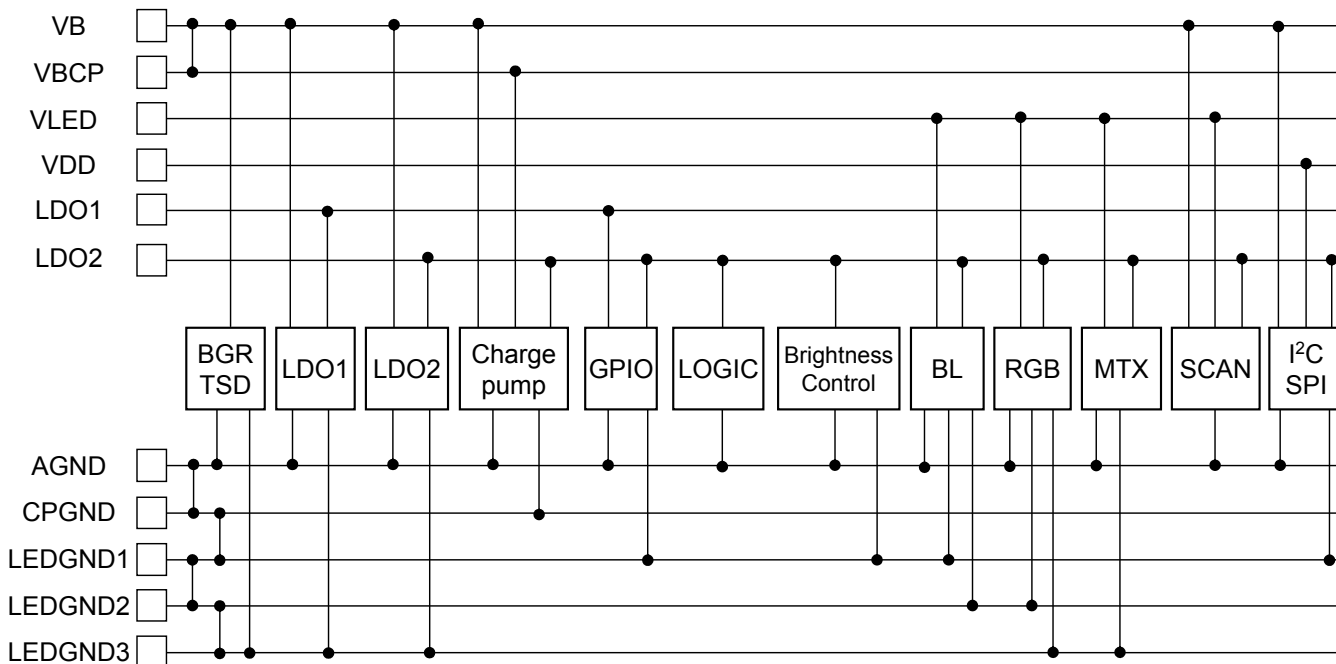 VB
VBCP
VLED
VDD
LDO1
LDO2
BGR
TSD
LDO1
LDO2
Charge
pump
GPIO
LOGIC
Brightness
Control
BL
RGB
MTX
SCAN
I²C
SPI
AGND
CPGND
LEDGND1
LEDGND2
LEDGND3